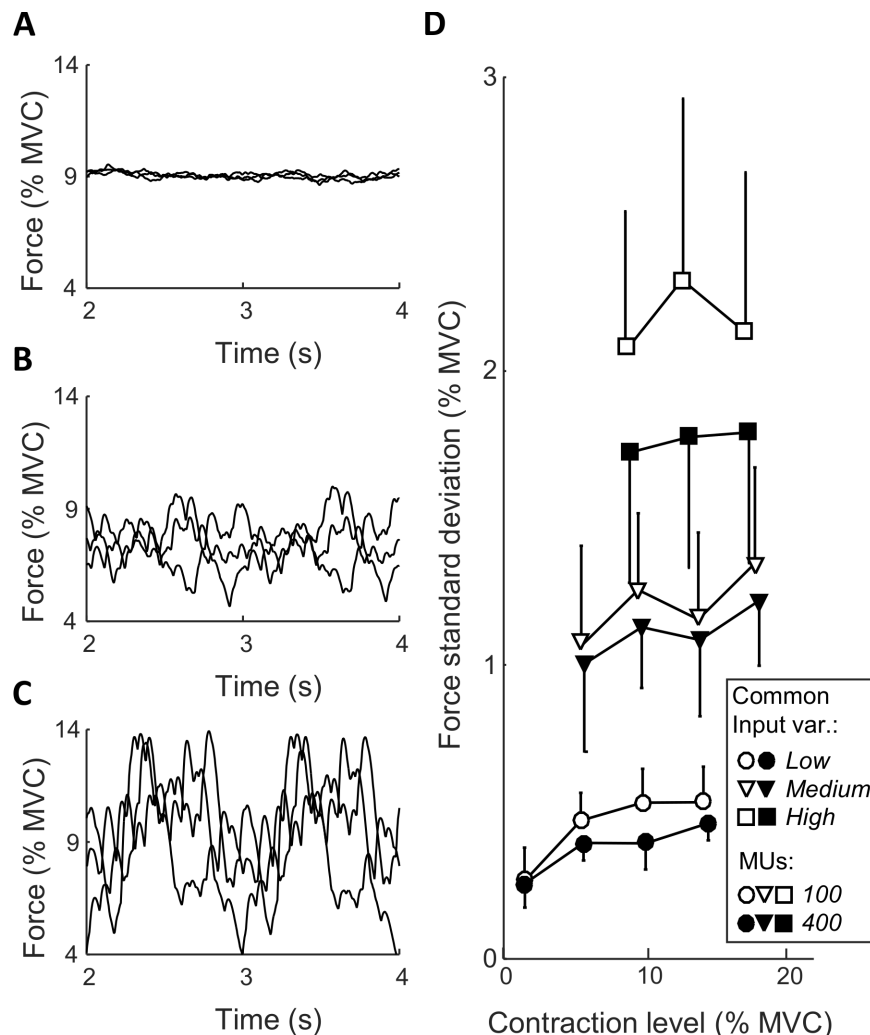 A
14
9
4
Force (% MVC)
2
3
4
Time (s)
B
14
9
4
Force (% MVC)
2
3
4
Time (s)
C
14
9
4
Force (% MVC)
2
3
4
Time (s)
D
3
2
1
0
Force standard deviation (% MVC)
0
10
20
Contraction level (% MVC)
Common
Input var.:
Low
Medium
High
MUs:
100
400